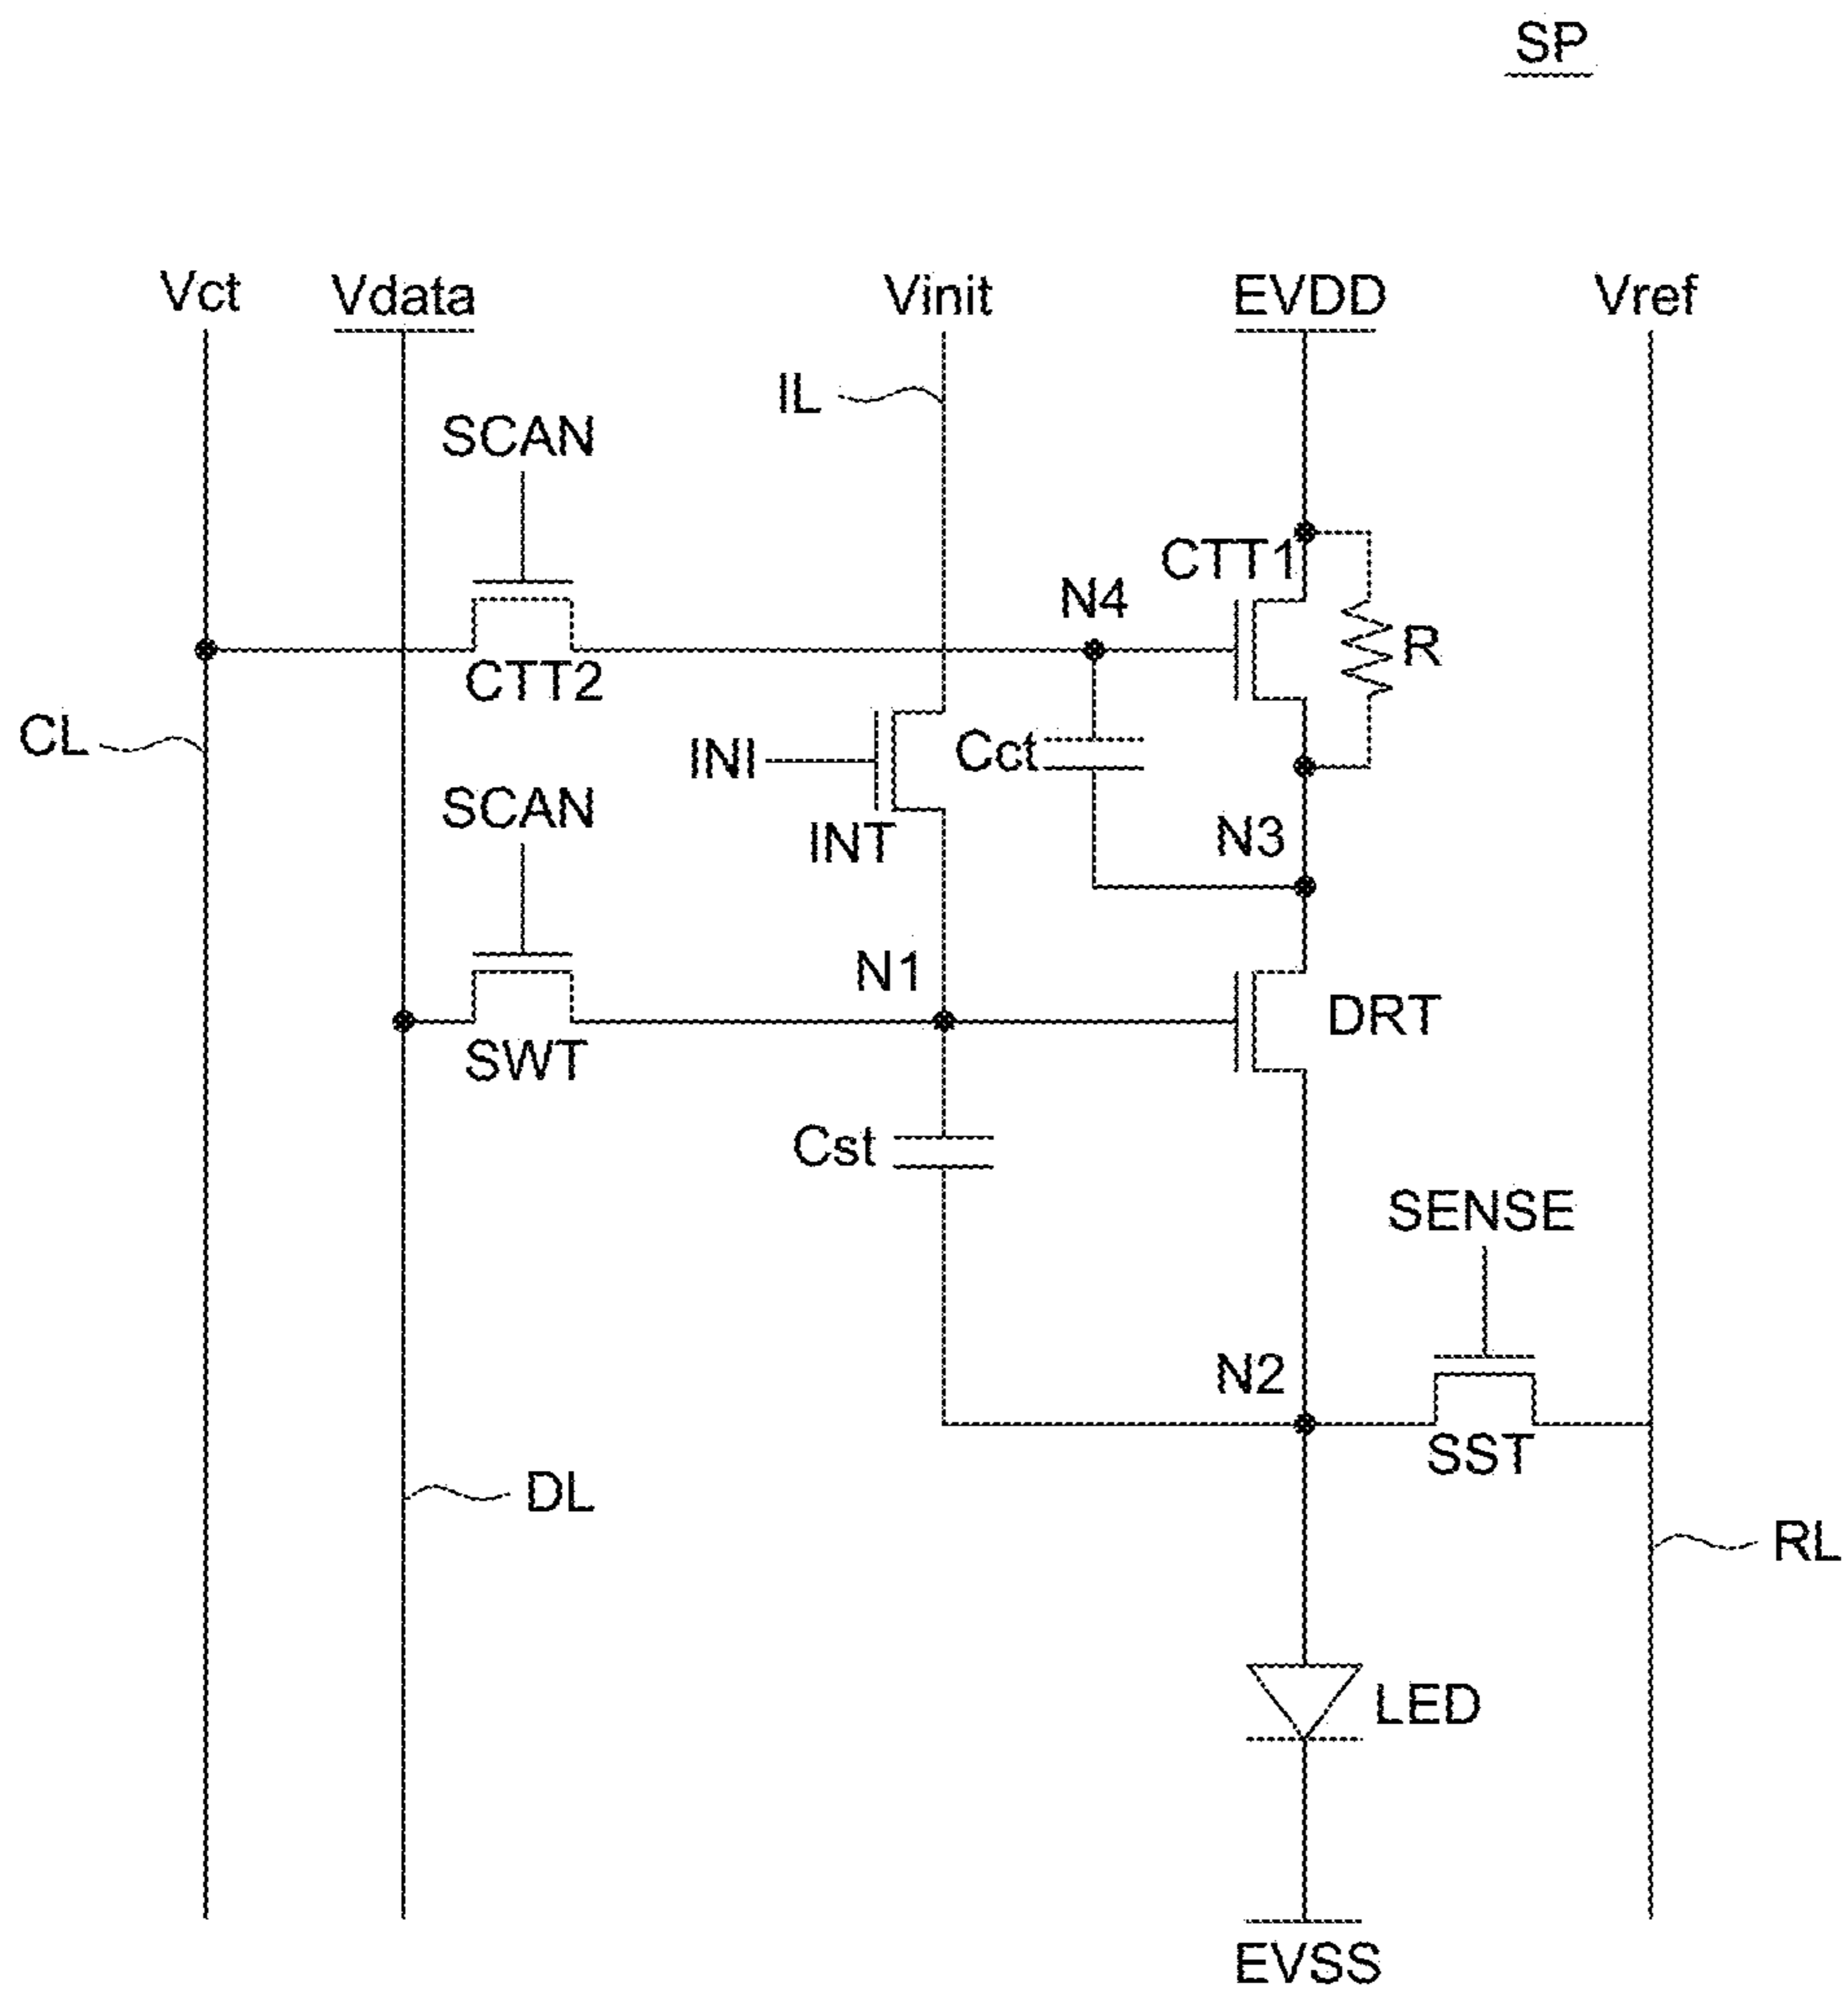 SP
Vct
Vdata
Vinit
EVDD
Vref
IL
SCAN
CTT1
N4
R
CTT2
CL
INI
Cct
SCAN
INT
N3
N1
DRT
SWT
Cst
SENSE
N2
SST
DL
RL
LED
EVSS